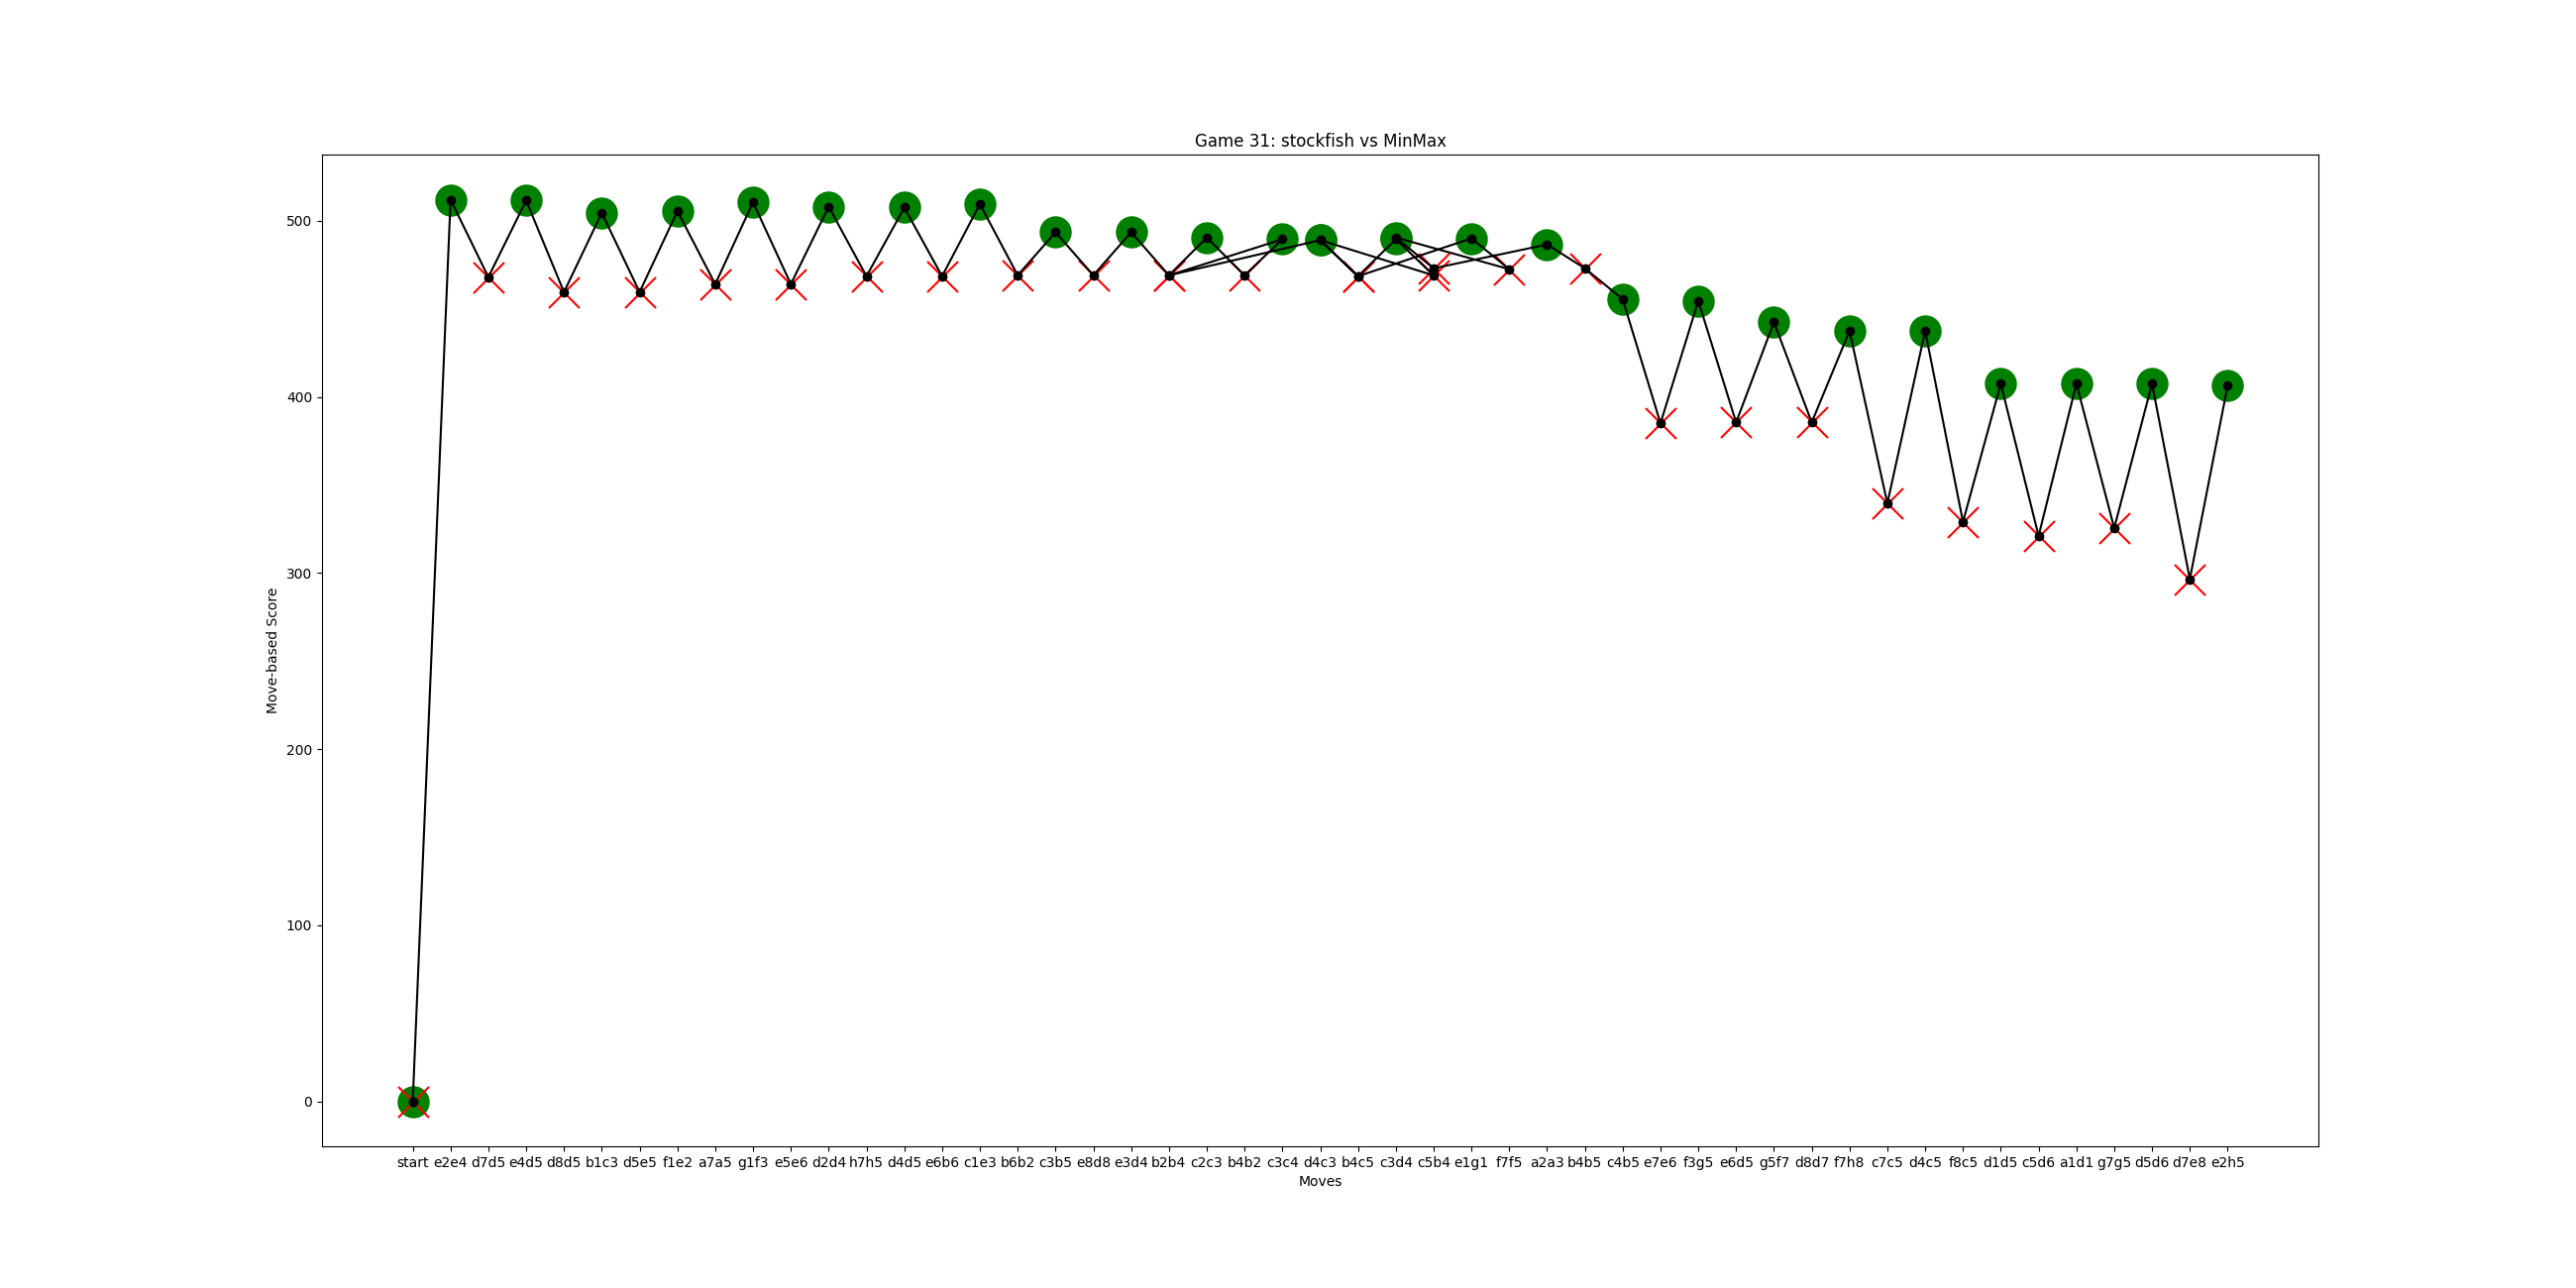 Game 31: stockfish vs MinMax
500
400
300
200
100
0
Move-based Score
start e2e4 d7d5 e4d5 d8d5 b1c3 d5e5 f1e2 a7a5 g1f3 e5e6 d2d4 h7h5 d4d5 e6b6 c1e3 b6b2 c3b5 e8d8 e3d4 b2b4 c2c3 b4b2 c3c4 d4c3 b4c5 c3d4 c5b4 e1g1 f7f5 a2a3 b4b5 c4b5 e7e6 f3g5 e6d5 g5f7 d8d7 f7h8 c7c5 d4c5 f8c5 d1d5 c5d6 a1d1 g7g5 d5d6 d7e8 e2h5
Moves